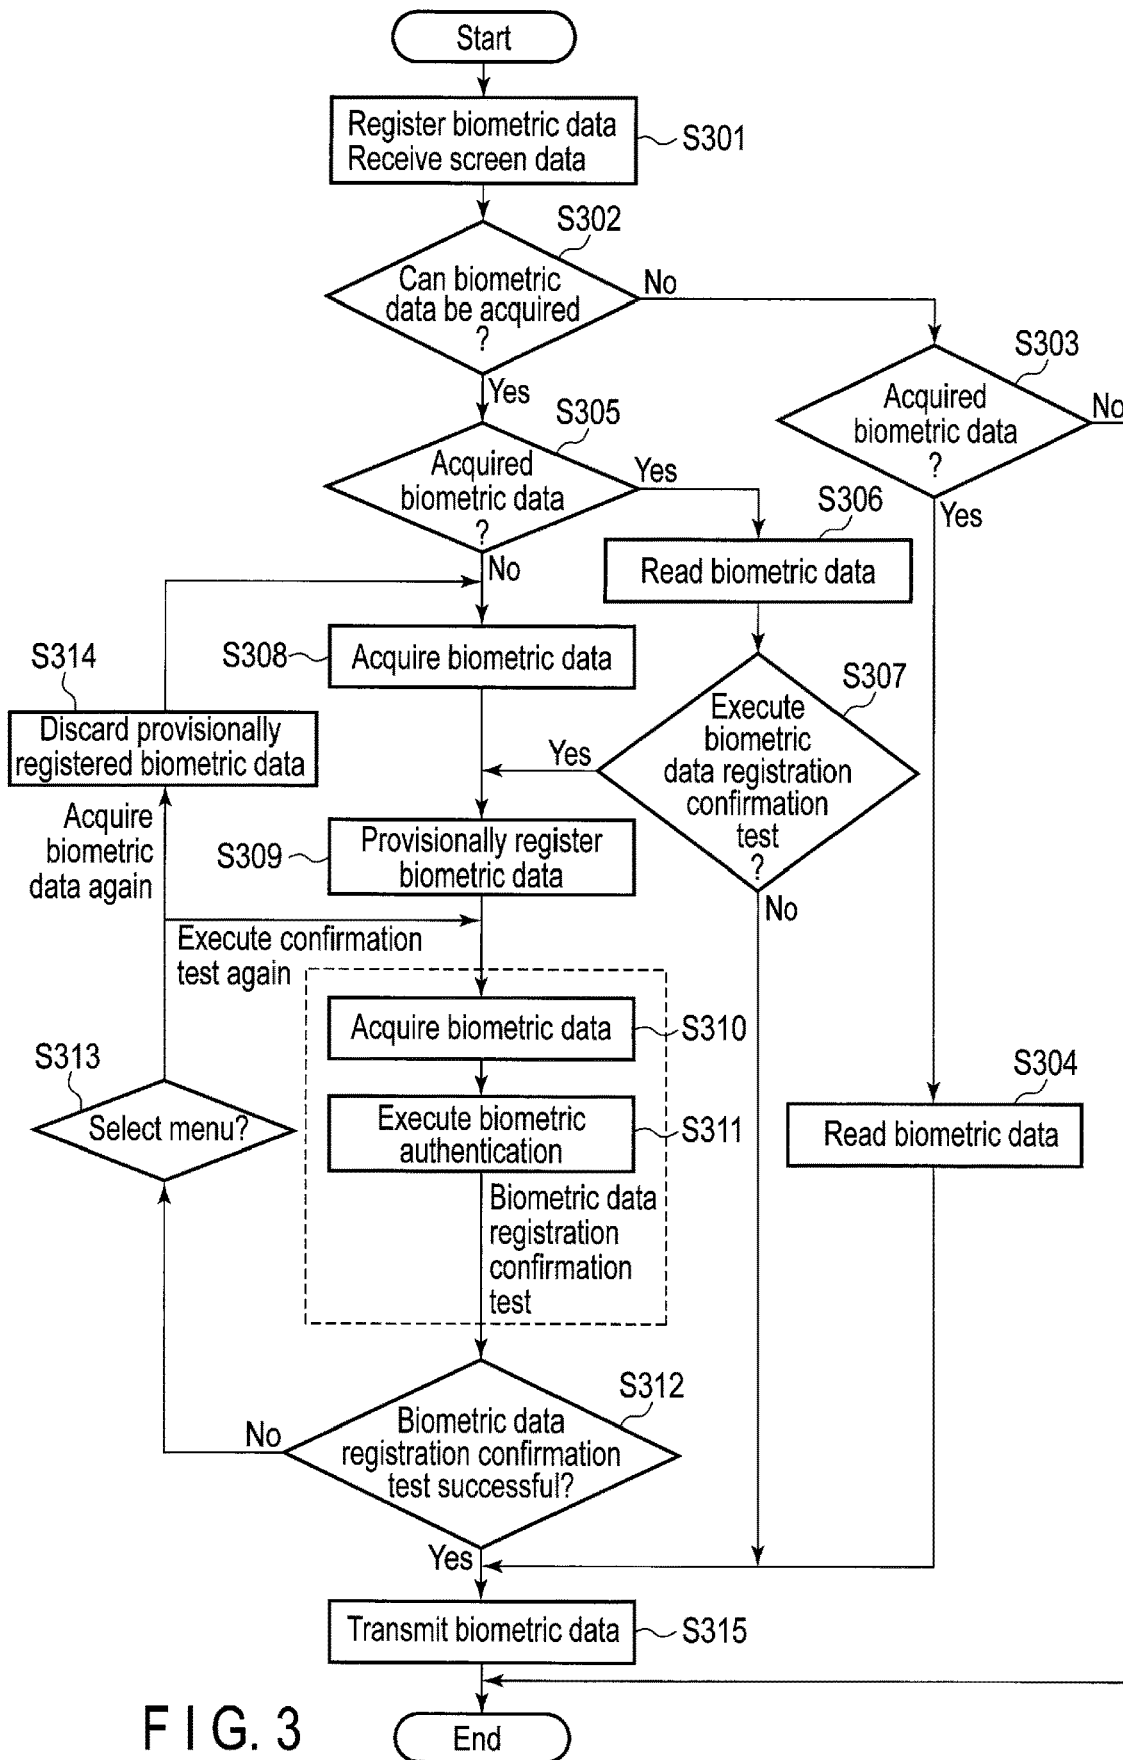 Start
Register biometric data
Receive screen data
S301
S302
Can biometric
data be acquired
?
No
Yes
S303
Acquired
biometric data
?
No
Yes
S305
Acquired
biometric data
?
Yes
No
S306
Read biometric data
S314
Discard provisionally
registered biometric data
S308
Acquire biometric data
S307
Execute
biometric
data registration
confirmation
test
?
Yes
No
Acquire
biometric
data again
S309
Provisionally register
biometric data
Execute confirmation
test again
S310
Acquire biometric data
S313
Select menu?
S311
Execute biometric
authentication
S304
Read biometric data
Biometric data
registration
confirmation
test
S312
Biometric data
registration confirmation
test successful?
No
Yes
Transmit biometric data
S315
End
FIG. 3